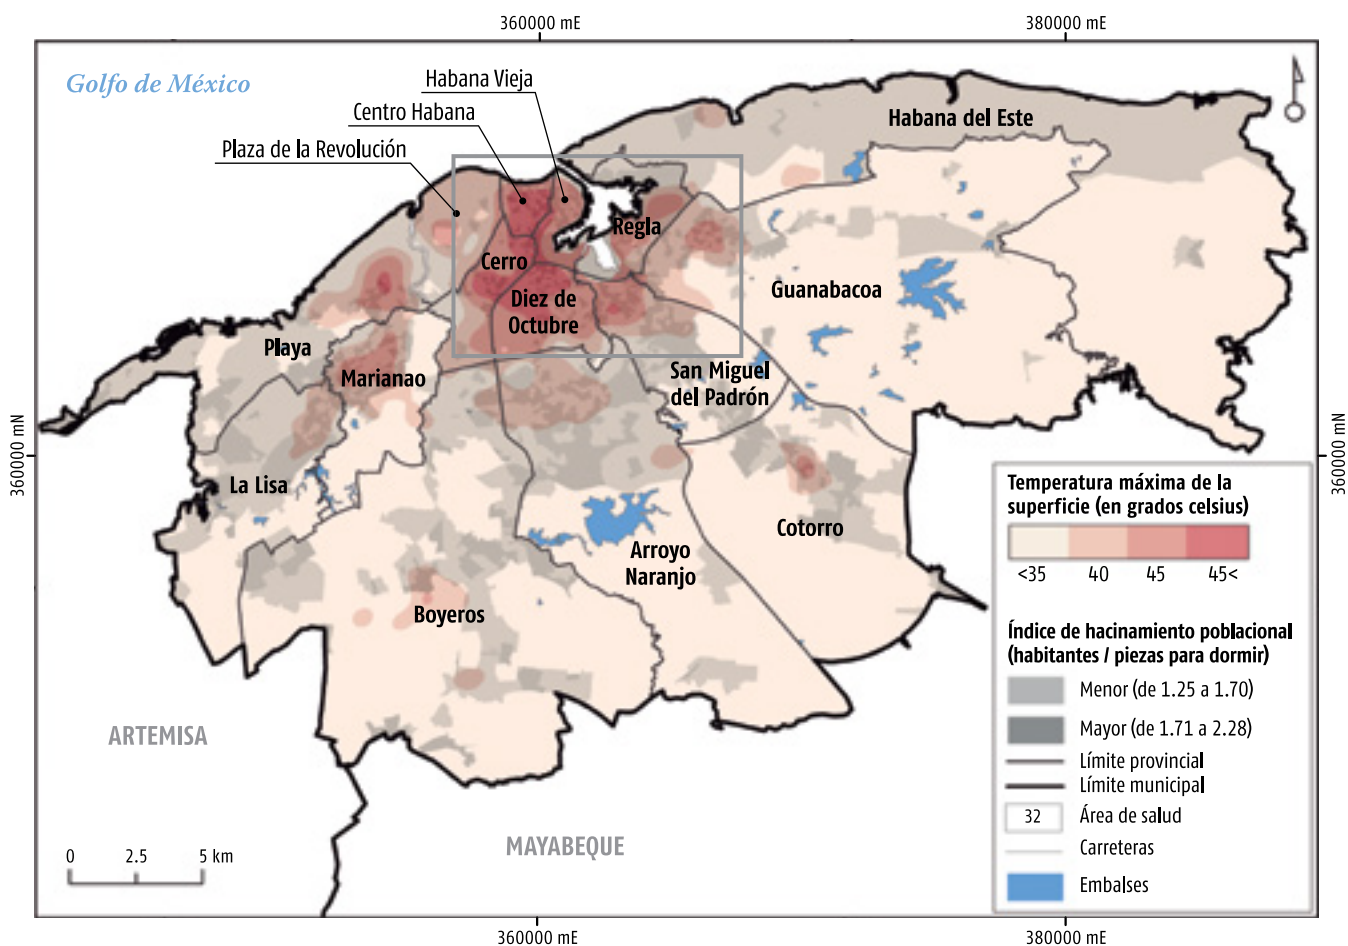 360000 mE
380000 mE
Golfo de México
Habana Vieja
Centro Habana
Plaza de la Revolución
Habana del Este
Regla
Cerro
Diez de
Octubre
Guanabacoa
Playa
Marianao
San Miguel
del Padrón
La Lisa
Cotorro
Arroyo
Naranjo
Boyeros
ARTEMISA
MAYABEQUE
360000 mN
360000 mN
Temperatura máxima de la
superficie (en grados celsius)
<35 40 45 45<
Índice de hacinamiento poblacional
(habitantes / piezas para dormir)
Menor (de 1.25 a 1.70)
Mayor (de 1.71 a 2.28)
Límite provincial
Límite municipal
32 Área de salud
Carreteras
Embalses
0 2.5 5 km
360000 mE
380000 mE